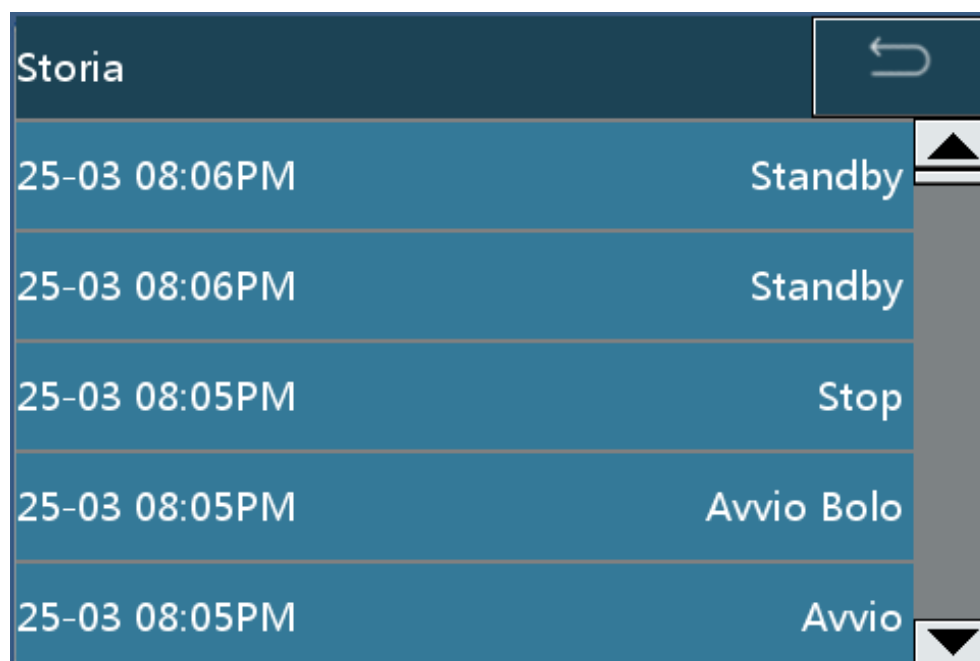 Storia
25-03 08:06PM Standby
25-03 08:06PM Standby
25-03 08:05PM Stop
25-03 08:05PM Avvio Bolo
25-03 08:05PM Avvio